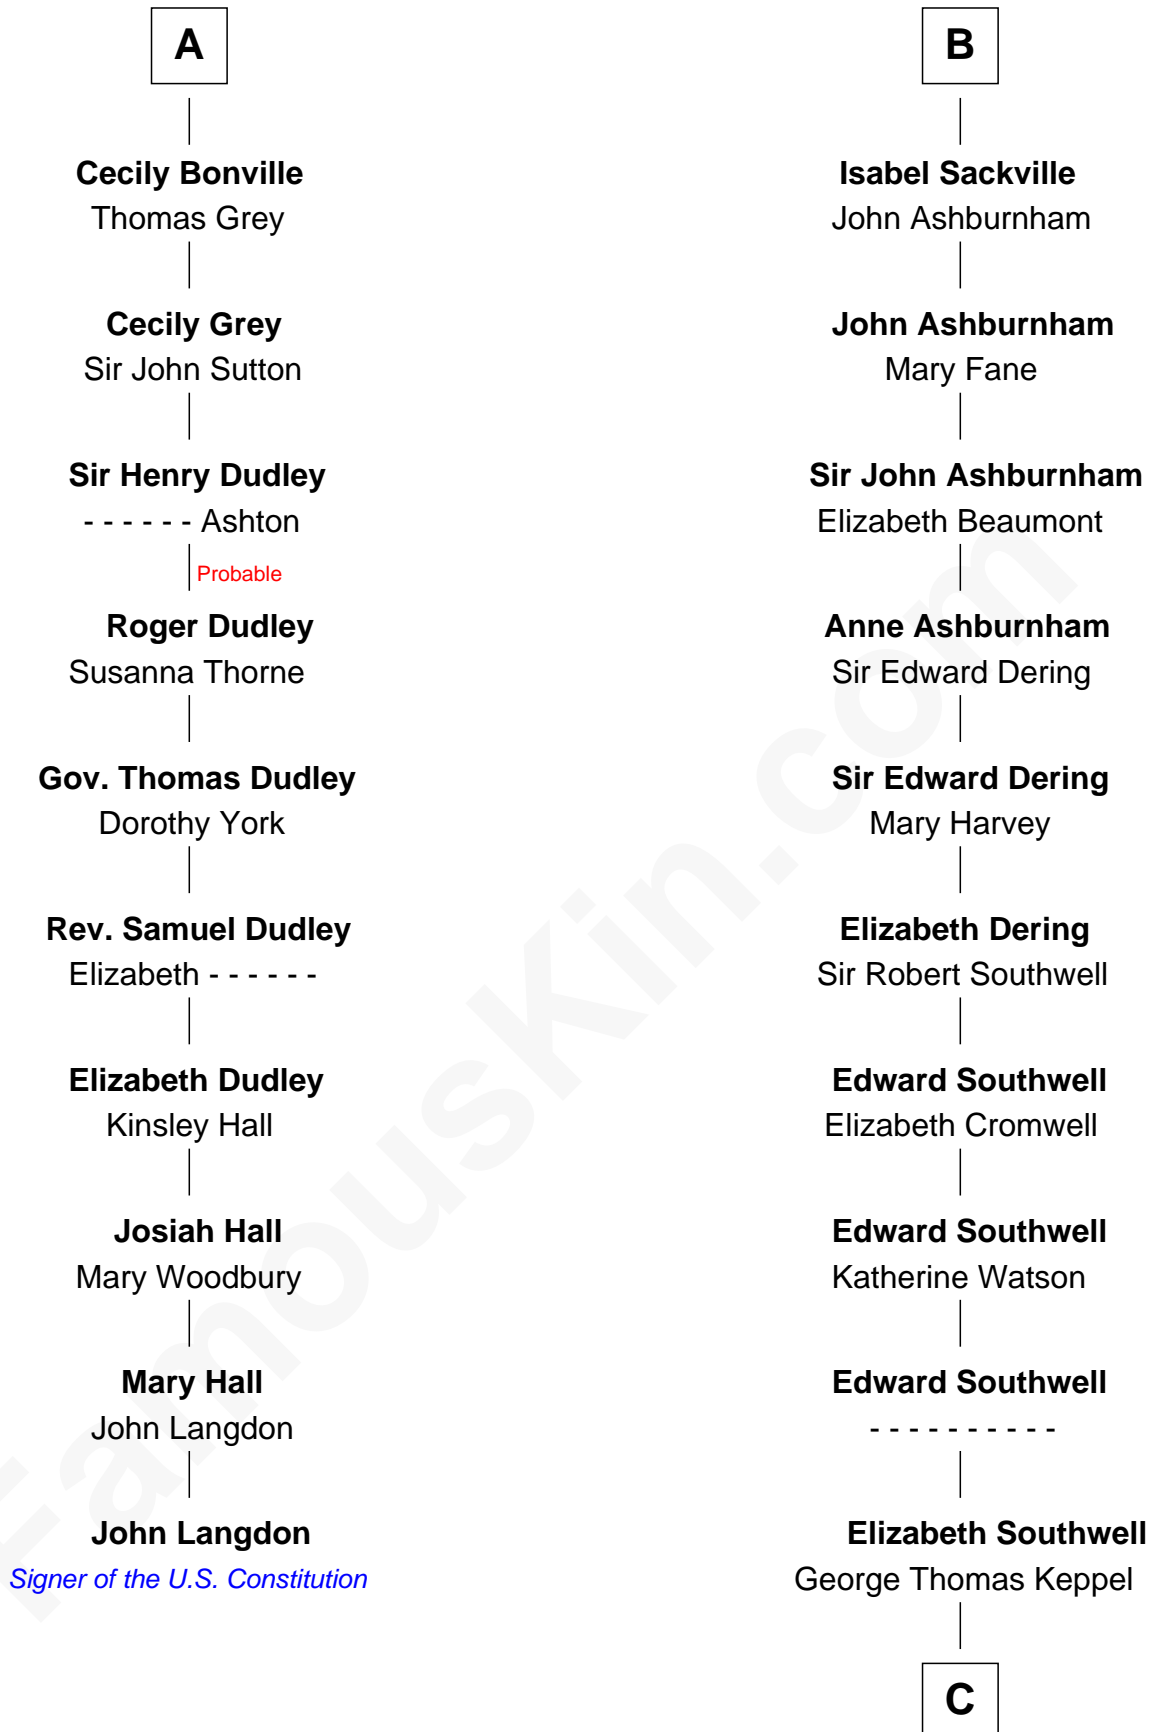 A
Cecily Bonville
Thomas Grey
Cecily Grey
Sir John Sutton
Sir Henry Dudley
- - - - - - Ashton
Probable
Roger Dudley
Susanna Thorne
Gov. Thomas Dudley
Dorothy York
Rev. Samuel Dudley
Elizabeth - - - - - -
Elizabeth Dudley
Kinsley Hall
Josiah Hall
Mary Woodbury
Mary Hall
John Langdon
John Langdon
Signer of the U.S. Constitution
B
Isabel Sackville
John Ashburnham
John Ashburnham
Mary Fane
Sir John Ashburnham
Elizabeth Beaumont
Anne Ashburnham
Sir Edward Dering
Sir Edward Dering
Mary Harvey
Elizabeth Dering
Sir Robert Southwell
Edward Southwell
Elizabeth Cromwell
Edward Southwell
Katherine Watson
Edward Southwell
- - - - - - - - - -
Elizabeth Southwell
George Thomas Keppel
C
FamousKin.com